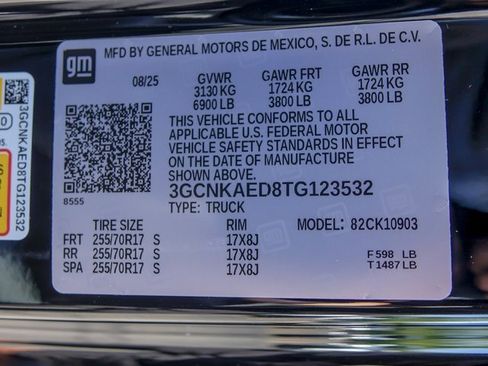 gm
MFD BY GENERAL MOTORS DE MEXICO, S. DE R.L. DE C.V.
08/25 GVWR GAWR FRT GAWR RR
3130 KG 1724 KG 1724 KG
6900 LB 3800 LB 3800 LB
THIS VEHICLE CONFORMS TO ALL
APPLICABLE U.S. FEDERAL MOTOR
VEHICLE SAFETY STANDARDS IN EFFECT
ON THE DATE OF MANUFACTURE
SHOWN ABOVE.
8555
3GCNKAED8TG123532
TYPE: TRUCK
TIRE SIZE RIM MODEL: 82CK10903
FRT 255/70R17 S 17X8J
RR 255/70R17 S 17X8J F 598 LB
SPA 255/70R17 S 17X8J T 1487 LB
3GCNKAED8TG123532